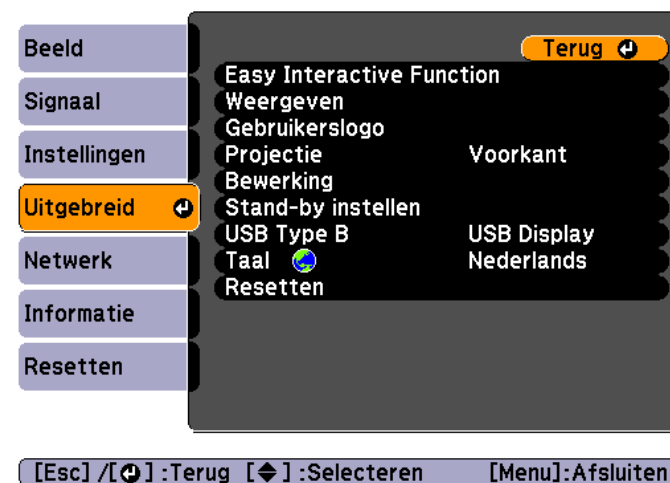 Beeld
Signaal
Instellingen
Uitgebreid
Netwerk
Informatie
Resetten
Terug
Easy Interactive Function
Weergeven
Gebruikerslogo
Projectie Voorkant
Bewerking
Stand-by instellen
USB Type B USB Display
Taal Nederlands
Resetten
[Esc] /[⏎] :Terug [◆] :Selecteren [Menu]:Afsluiten